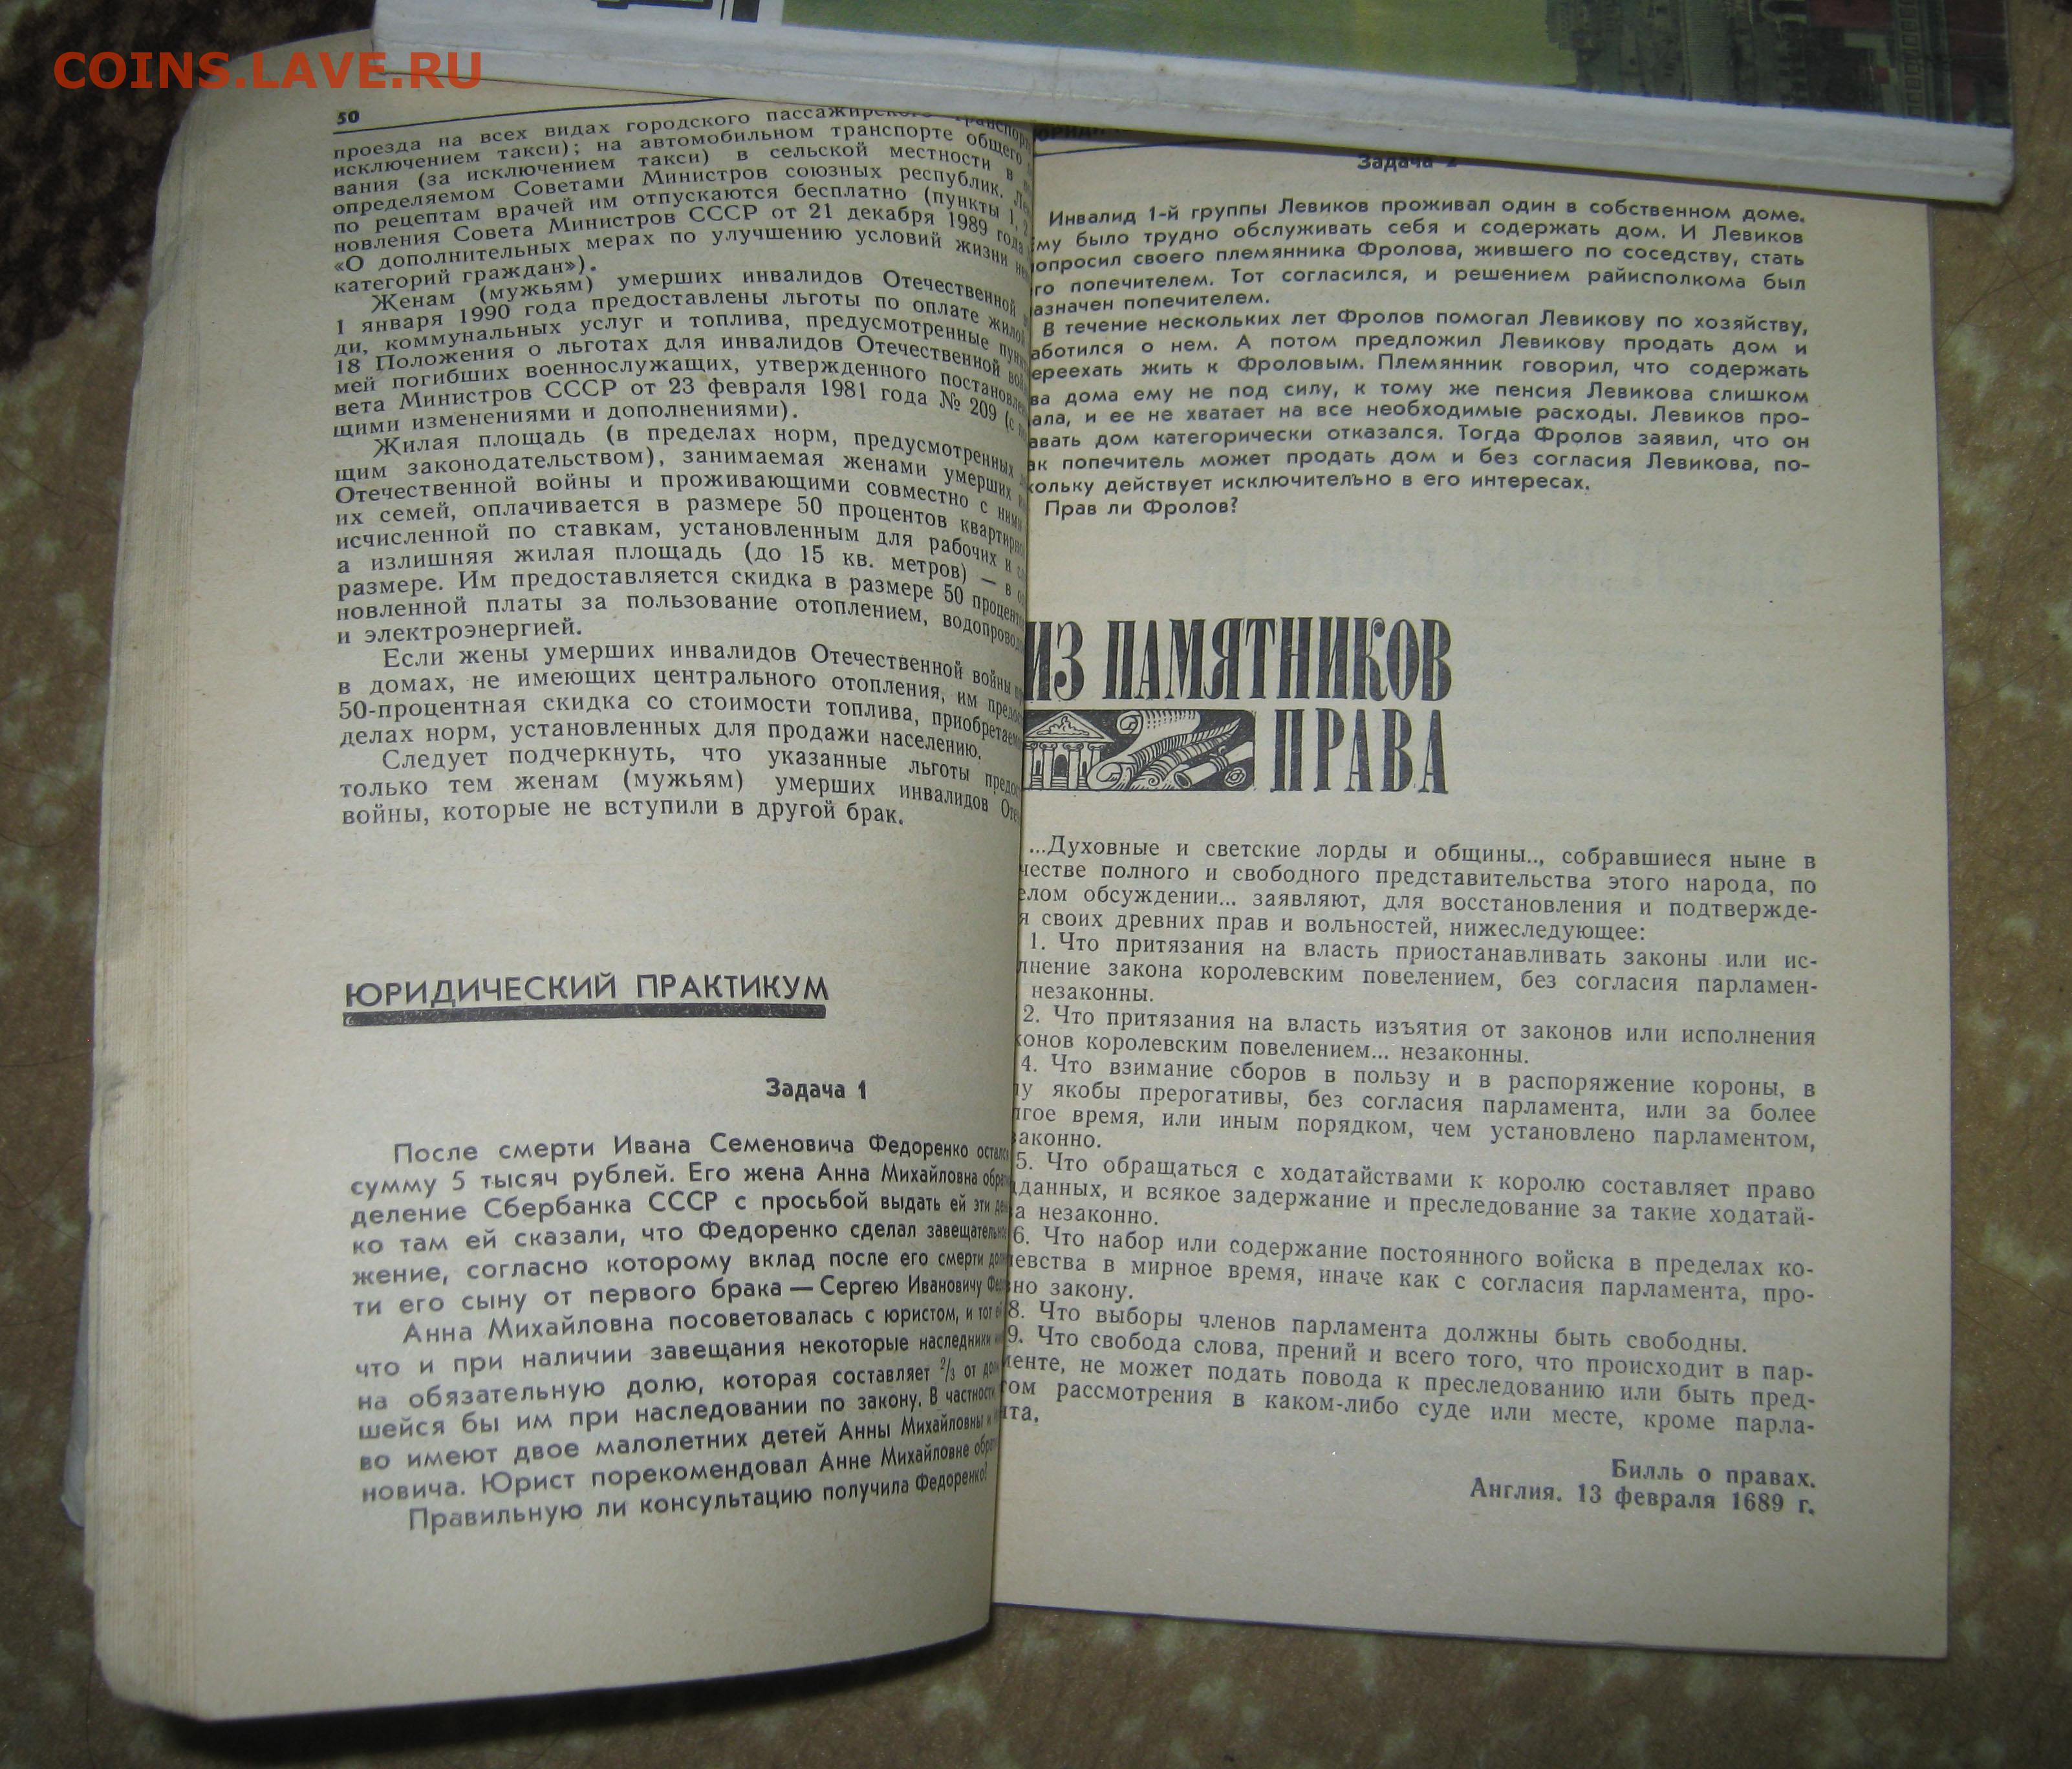 COINS.LAVE.RU
50
проезда на всех видах городского пассажирского
исключением такси); на автомобильном транспорте общего
вания (за исключением такси) в сельской местности в
определяемом Советами Министров союзных республик.
по рецептам врачей им отпускаются бесплатно (пункты 1, 2
новления Совета Министров СССР от 21 декабря 1989 года
«О дополнительных мерах по улучшению условий жизни
категорий граждан»).
Женам (мужьям) умерших инвалидов Отечественной
1 января 1990 года предоставлены льготы по оплате
ди, коммунальных услуг и топлива, предусмотренные
18 Положения о льготах для инвалидов Отечественной
мей погибших военнослужащих, утвержденного
вета Министров СССР от 23 февраля 1981 года № 209 (с
щими изменениями и дополнениями).
Жилая площадь (в пределах норм, предусмотренных
щим законодательством), занимаемая женами умерших
Отечественной войны и проживающими совместно с ними
их семей, оплачивается в размере 50 процентов
исчисленной по ставкам, установленным для рабочих и
а излишняя жилая площадь (до 15 кв. метров) — в
размере. Им предоставляется скидка в размере 50
новленной платы за пользование отоплением,
и электроэнергией.
Если жены умерших инвалидов Отечественной войны
в домах, не имеющих центрального отопления, им
50-процентная скидка со стоимости топлива,
делах норм, установленных для продажи населению.
Следует подчеркнуть, что указанные льготы
только тем женам (мужьям) умерших инвалидов
войны, которые не вступили в другой брак.
ЮРИДИЧЕСКИЙ ПРАКТИКУМ
Задача 1
После смерти Ивана Семеновича Федоренко
сумму 5 тысяч рублей. Его жена Анна Михайловна
деление Сбербанка СССР с просьбой выдать ей эти
ко там ей сказали, что Федоренко сделал
жение, согласно которому вклад после его смерти
ти его сыну от первого брака — Сергею Ивановичу
Анна Михайловна посоветовалась с юристом, и тот
что и при наличии завещания некоторые наследники
на обязательную долю, которая составляет 2/3 от
шейся бы им при наследовании по закону. В частности
во имеют двое малолетних детей Анны Михайловны и
новича. Юрист порекомендовал Анне Михайловне
Правильную ли консультацию получила Федоренко?
Задача 2
Инвалид 1-й группы Левиков проживал один в собственном доме.
му было трудно обслуживать себя и содержать дом. И Левиков
опросил своего племянника Фролова, жившего по соседству, стать
го попечителем. Тот согласился, и решением райисполкома был
азначен попечителем.
В течение нескольких лет Фролов помогал Левикову по хозяйству,
аботился о нем. А потом предложил Левикову продать дом и
ереехать жить к Фроловым. Племянник говорил, что содержать
ва дома ему не под силу, к тому же пенсия Левикова слишком
ала, и ее не хватает на все необходимые расходы. Левиков про-
авать дом категорически отказался. Тогда Фролов заявил, что он
ак попечитель может продать дом и без согласия Левикова, по-
кольку действует исключительно в его интересах.
Прав ли Фролов?
ИЗ ПАМЯТНИКОВ
ПРАВА
...Духовные и светские лорды и общины.., собравшиеся ныне в
честве полного и свободного представительства этого народа, по
елом обсуждении... заявляют, для восстановления и подтвержде-
я своих древних прав и вольностей, нижеследующее:
1. Что притязания на власть приостанавливать законы или ис-
лнение закона королевским повелением, без согласия парламен-
незаконны.
2. Что притязания на власть изъятия от законов или исполнения
конов королевским повелением... незаконны.
4. Что взимание сборов в пользу и в распоряжение короны, в
у якобы прерогативы, без согласия парламента, или за более
лгое время, или иным порядком, чем установлено парламентом,
законно.
5. Что обращаться с ходатайствами к королю составляет право
данных, и всякое задержание и преследование за такие ходатай-
а незаконно.
6. Что набор или содержание постоянного войска в пределах ко-
левства в мирное время, иначе как с согласия парламента, про-
вно закону.
8. Что выборы членов парламента должны быть свободны.
9. Что свобода слова, прений и всего того, что происходит в пар-
менте, не может подать повода к преследованию или быть пред-
том рассмотрения в каком-либо суде или месте, кроме парла-
нта.
Билль о правах.
Англия. 13 февраля 1689 г.